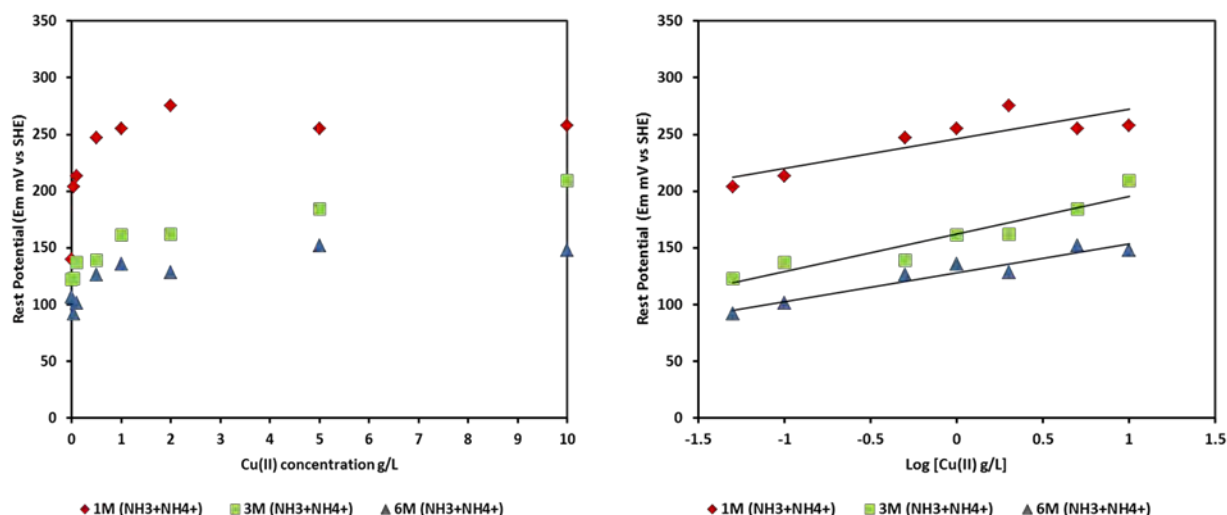 350
300
250
200
150
100
50
0
Rest Potential (Em mV vs SHE)
0 1 2 3 4 5 6 7 8 9 10
Cu(II) concentration g/L
1M (NH3+NH4+) 3M (NH3+NH4+) 6M (NH3+NH4+)
350
300
250
200
150
100
50
0
Rest Potential (Em mV vs SHE)
-1.5 -1 -0.5 0 0.5 1 1.5
Log [Cu(II) g/L]
1M (NH3+NH4+) 3M (NH3+NH4+) 6M (NH3+NH4+)